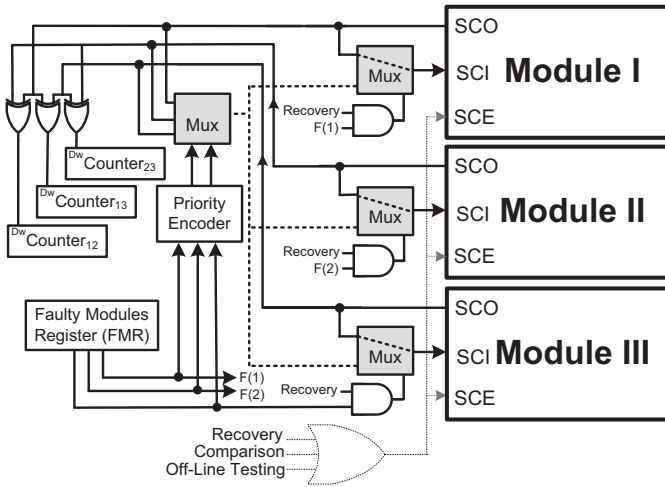 SCO
Mux
SCI
Module I
Recovery
F(1)
SCE
Mux
DwCounter23
DwCounter13
DwCounter12
Priority
Encoder
SCO
Mux
SCI
Module II
Recovery
F(2)
SCE
Faulty Modules
Register (FMR)
F(1)
F(2)
SCO
Mux
SCI
Module III
Recovery
SCE
Recovery
Comparison
Off-Line Testing